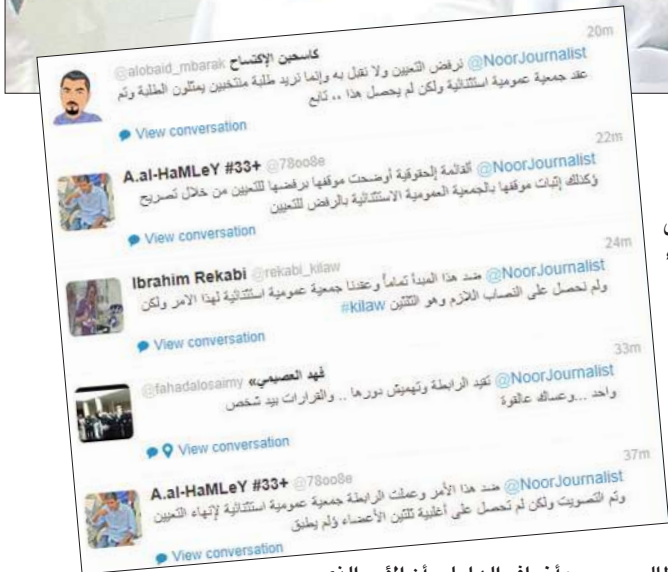 كاسحين الإكتساح @alobaid_mbarak 20m
@NoorJournalist نرفض التعيين ولا نقبل به وإنما نريد طلبة منتخبين يمثلون الطلبة وتم
عقد جمعية عمومية استثنائية ولكن لم يحصل هذا .. تابع
View conversation
A.al-HaMLeY #33+ @78oo8e 22m
@NoorJournalist ألقائمة إلحقوقية أوضحت موقفها برفضها للتعيين من خلال تصريح
ؤكذلك إثبات موقفها بالجمعية العمومية الاستثنائية بالرفض للتعيين
View conversation
Ibrahim Rekabi @rekabi_kilaw 24m
@NoorJournalist ضد هذا المبدأ تماماً وعقدنا جمعية عمومية استثنائية لهذا الامر ولكن
ولم نحصل على النصاب اللازم وهو الثلثين #kilaw
View conversation
فهد العصيمي» @fahadalosaimy 33m
@NoorJournalist تقيد الرابطة وتهميش دورها .. والقرارات بيد شخص
واحد ...وعساك عالقوة
View conversation
A.al-HaMLeY #33+ @78oo8e 37m
@NoorJournalist ضد هذا الأمر وعملت الرابطة جمعية عمومية استثنائية لإنهاء التعيين
وتم التصويت ولكن لم تحصل على أغلبية ثلثين الأعضاء ؤلم يطبق
View conversation